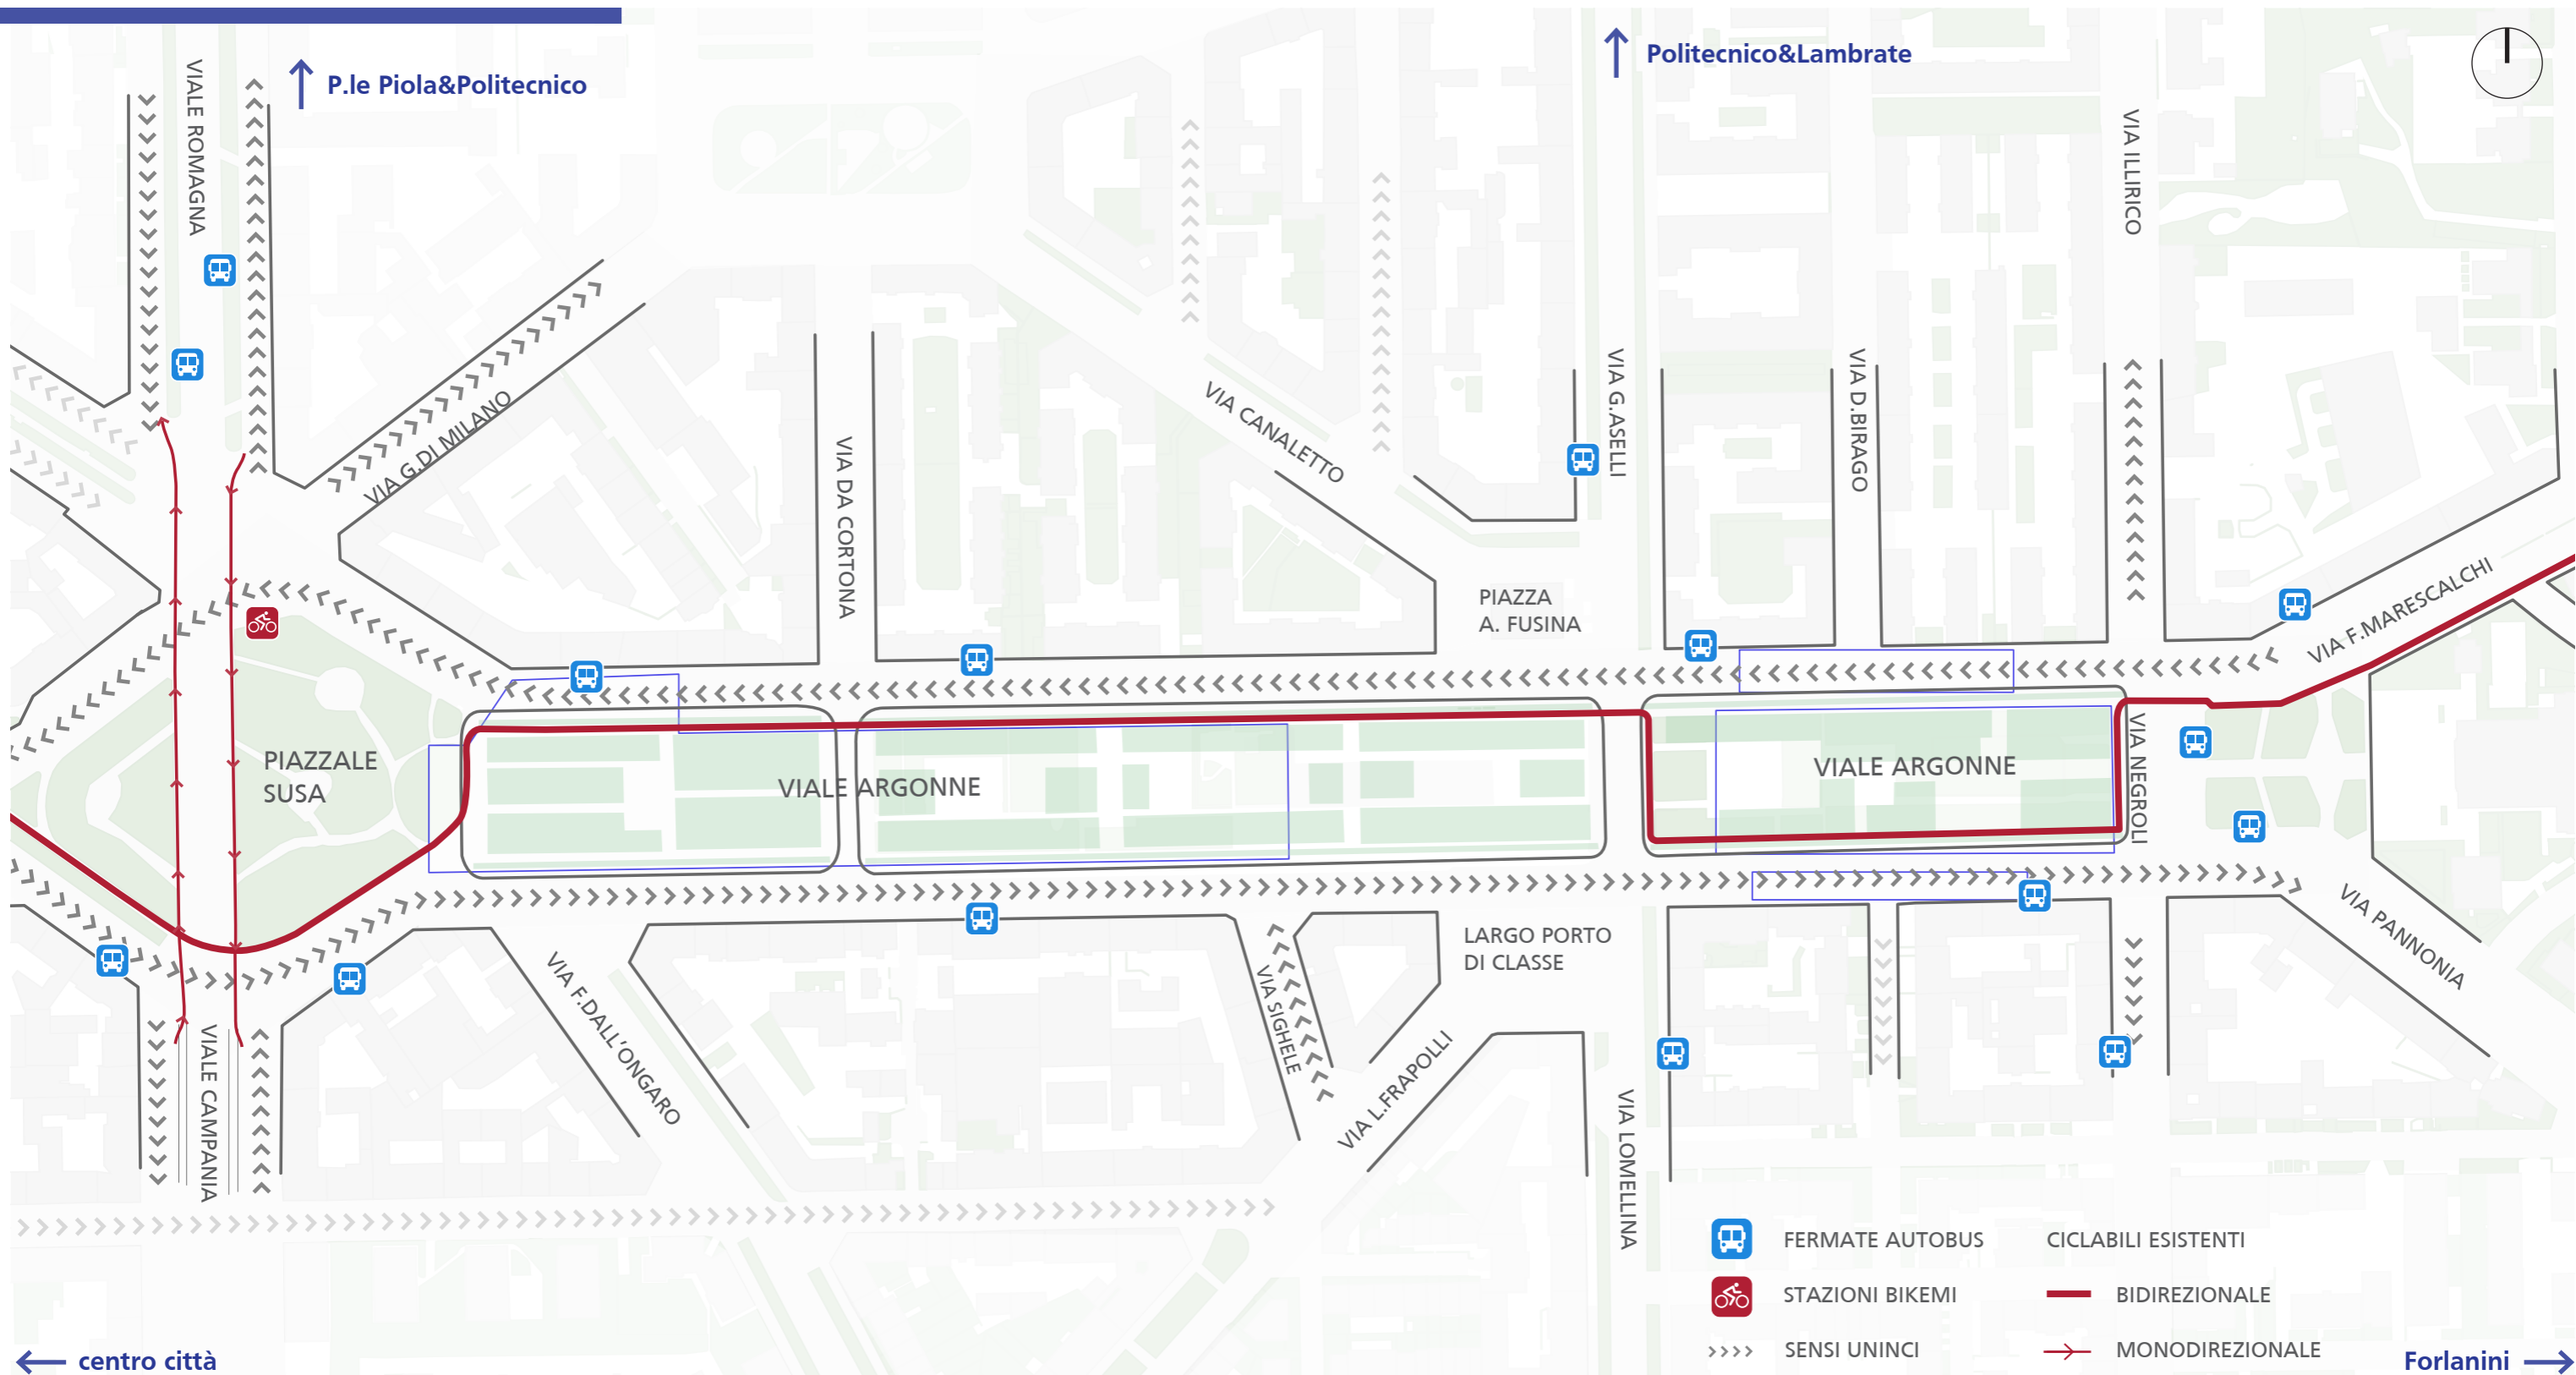 P.le Piola&Politecnico
Politecnico&Lambrate
VIALE ROMAGNA
VIA ILLIRICO
VIA G.DI MILANO
VIA DA CORTONA
VIA CANALETTO
VIA G.ASELLI
VIA D.BIRAGO
PIAZZA
A. FUSINA
VIA F.MARESCALCHI
PIAZZALE
SUSA
VIALE ARGONNE
VIALE ARGONNE
VIA NEGROLI
VIA F.DALL'ONGARO
VIA SIGHELE
LARGO PORTO
DI CLASSE
VIA L.FRAPOLLI
VIA PANNONIA
VIALE CAMPANIA
VIA LOMELLINA
FERMATE AUTOBUS
CICLABILI ESISTENTI
STAZIONI BIKEMI
BIDIREZIONALE
SENSI UNINCI
MONODIREZIONALE
centro città
Forlanini